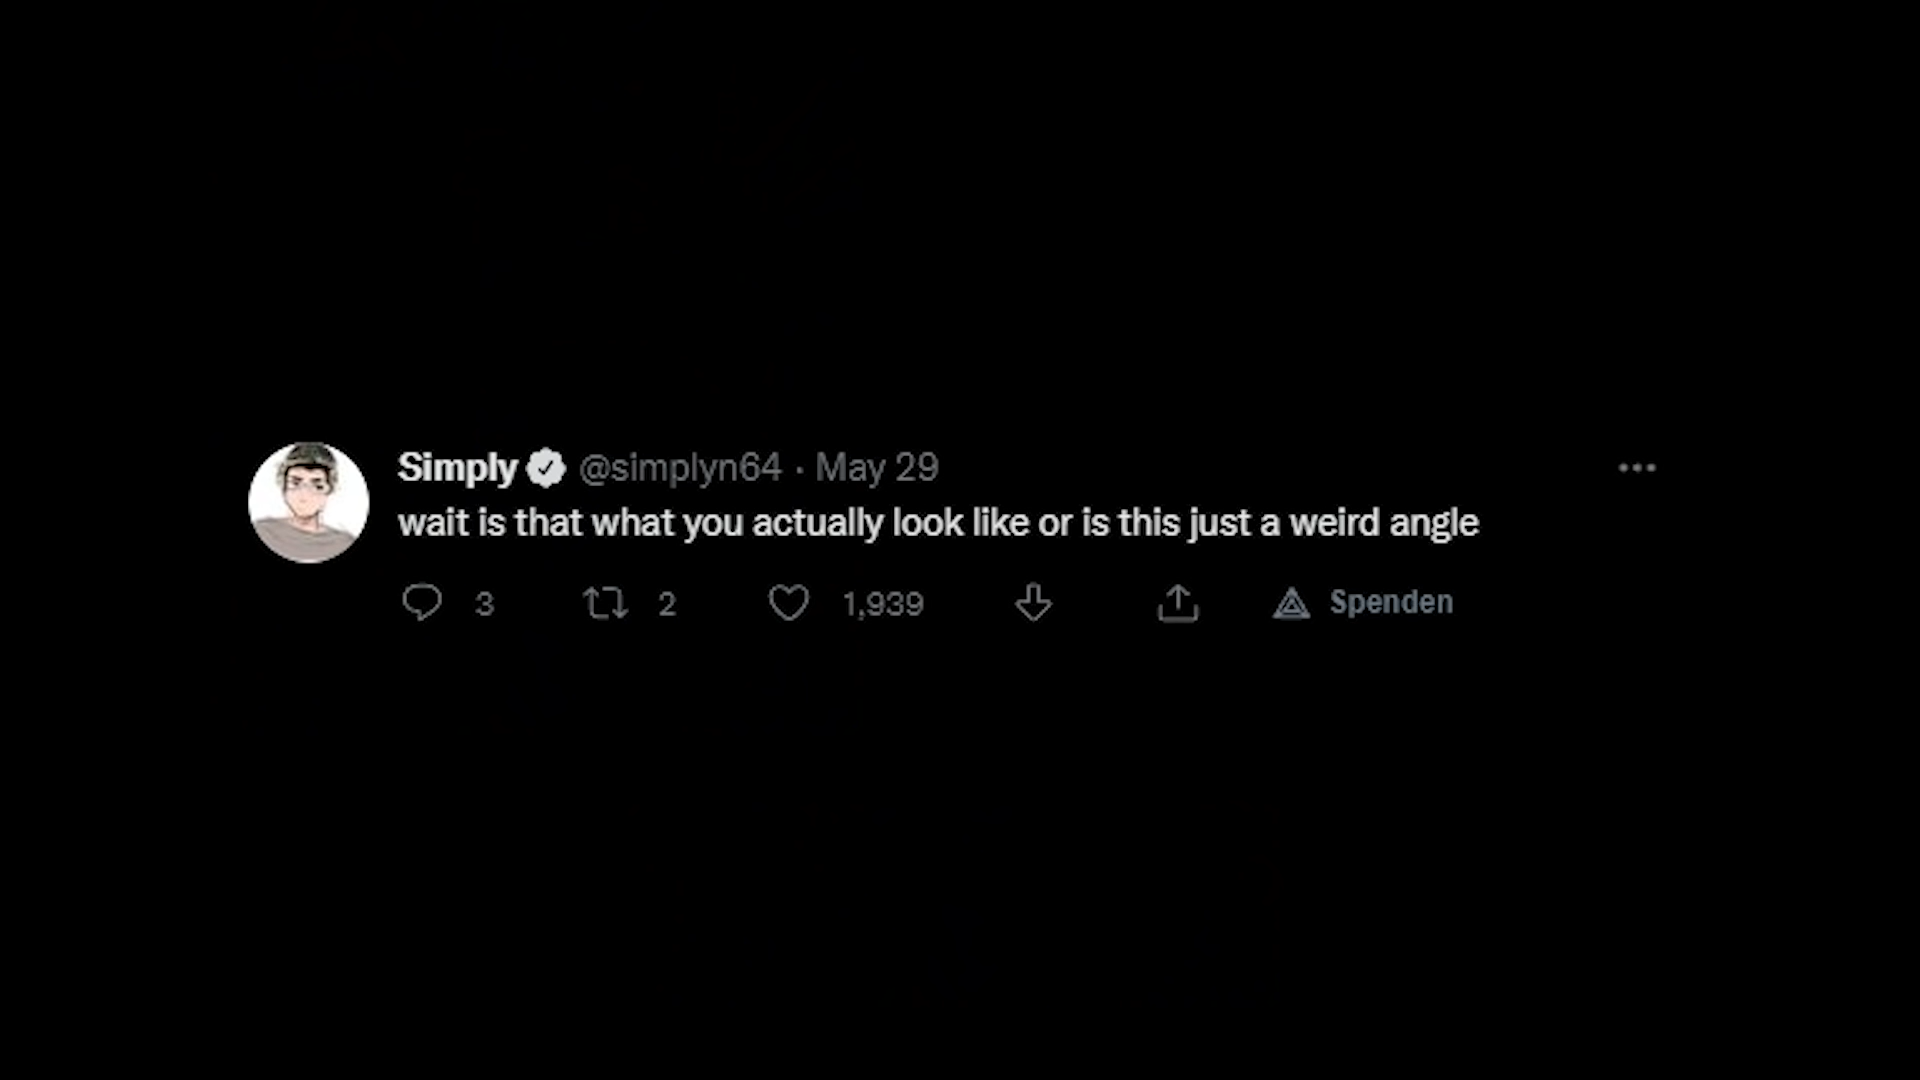 Simply @simplyn64 · May 29
wait is that what you actually look like or is this just a weird angle
3 2 1,939 Spenden